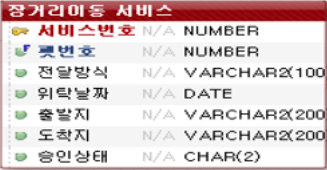 장거리이동 서비스
서비스번호 N/A NUMBER
펫번호 N/A NUMBER
전달방식 N/A VARCHAR2(100
위탁날짜 N/A DATE
출발지 N/A VARCHAR2(200
도착지 N/A VARCHAR2(200
승인상태 N/A CHAR(2)